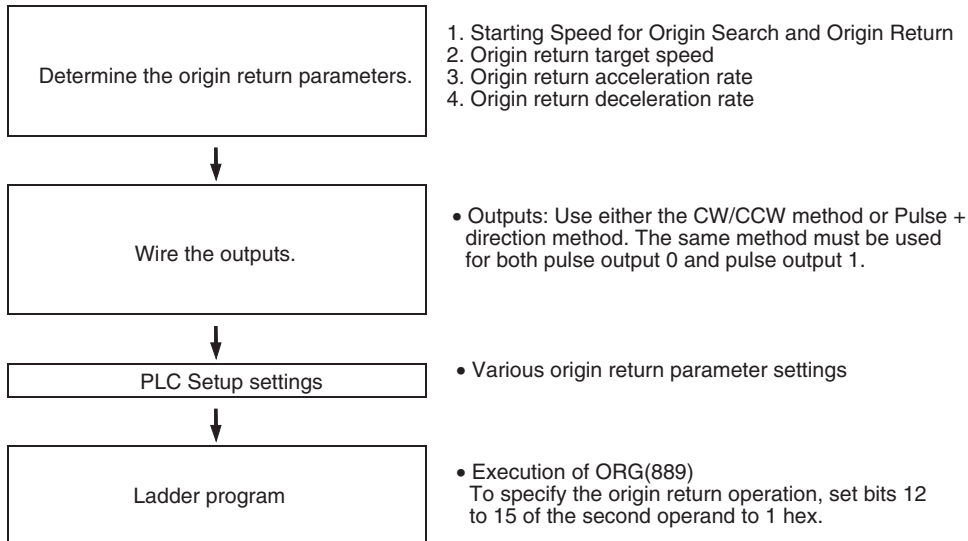 Determine the origin return parameters.
1. Starting Speed for Origin Search and Origin Return
2. Origin return target speed
3. Origin return acceleration rate
4. Origin return deceleration rate
Wire the outputs.
• Outputs: Use either the CW/CCW method or Pulse +
direction method. The same method must be used
for both pulse output 0 and pulse output 1.
PLC Setup settings
• Various origin return parameter settings
Ladder program
• Execution of ORG(889)
To specify the origin return operation, set bits 12
to 15 of the second operand to 1 hex.